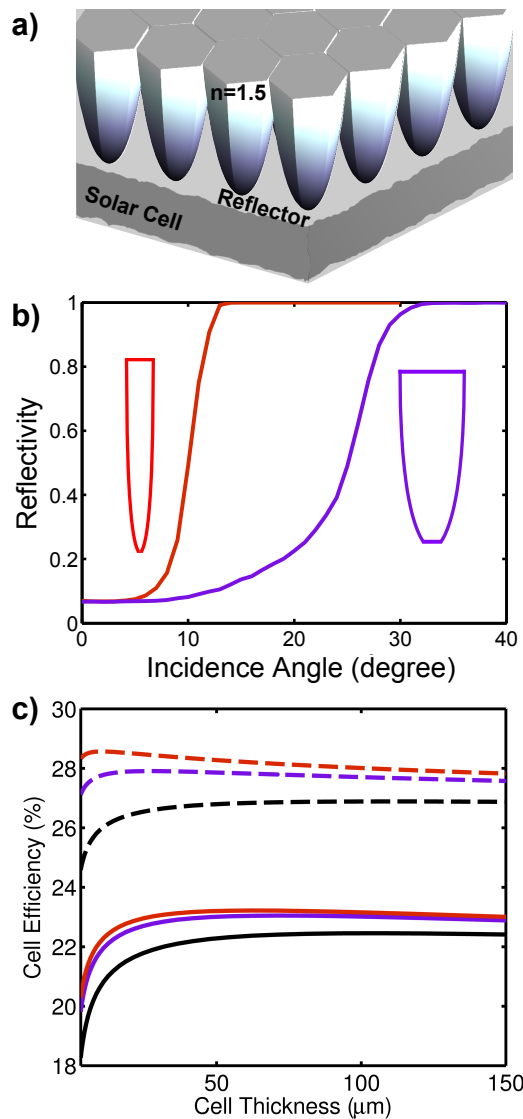 a)
n=1.5
Reflector
Solar Cell
b)
1
0.8
0.6
0.4
0.2
0
Reflectivity
0 10 20 30 40
Incidence Angle (degree)
c)
30
28
26
24
22
20
18
Cell Efficiency (%)
50 100 150
Cell Thickness (μm)